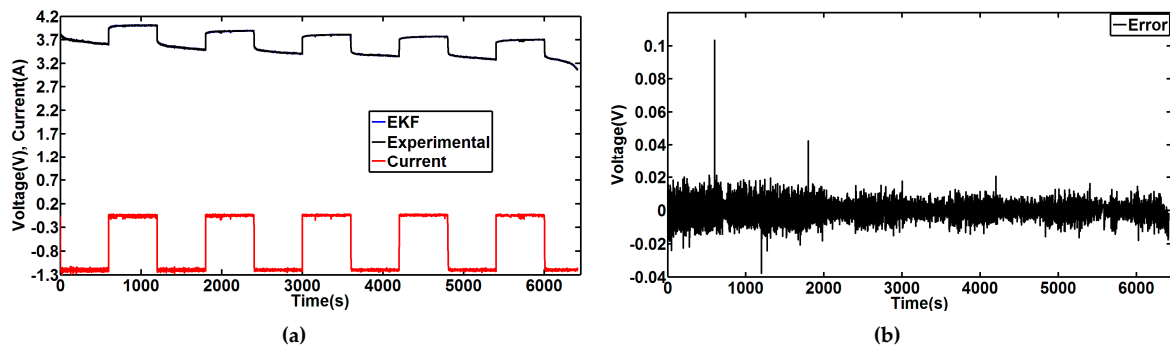 4.2
3.7
3.2
2.7
2.2
1.7
1.2
0.7
0.2
-0.3
-0.8
-1.3
Voltage(V), Current(A)
EKF
Experimental
Current
0 1000 2000 3000 4000 5000 6000
Time(s)
(a)
Error
0.1
0.08
0.06
0.04
0.02
0
-0.02
-0.04
Voltage(V)
0 1000 2000 3000 4000 5000 6000
Time(s)
(b)